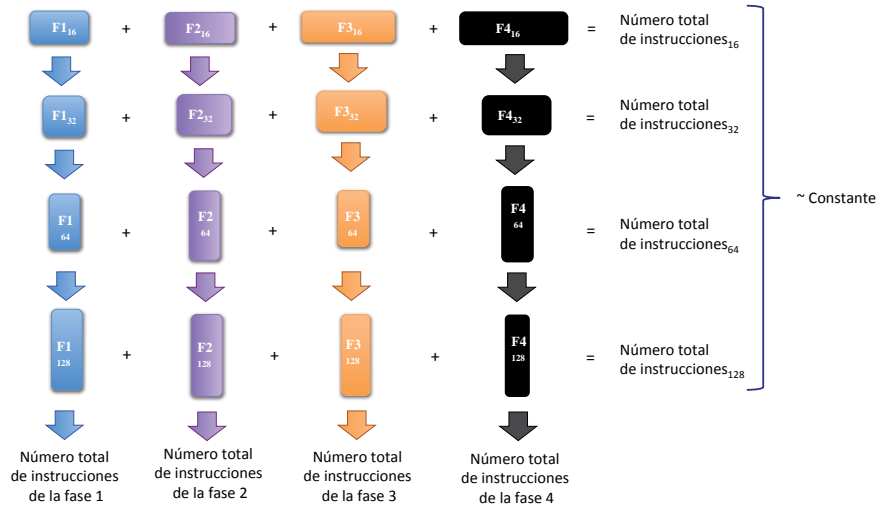 F1₁₆ + F2₁₆ + F3₁₆ + F4₁₆ = Número total
de instrucciones₁₆
F1₃₂ + F2₃₂ + F3₃₂ + F4₃₂ = Número total
de instrucciones₃₂
~ Constante
F1 + F2 + F3 + F4 = Número total
64 64 64 64 de instrucciones₆₄
F1 + F2 + F3 + F4 = Número total
128 128 128 128 de instrucciones₁₂₈
Número total
de instrucciones
de la fase 1
Número total
de instrucciones
de la fase 2
Número total
de instrucciones
de la fase 3
Número total
de instrucciones
de la fase 4